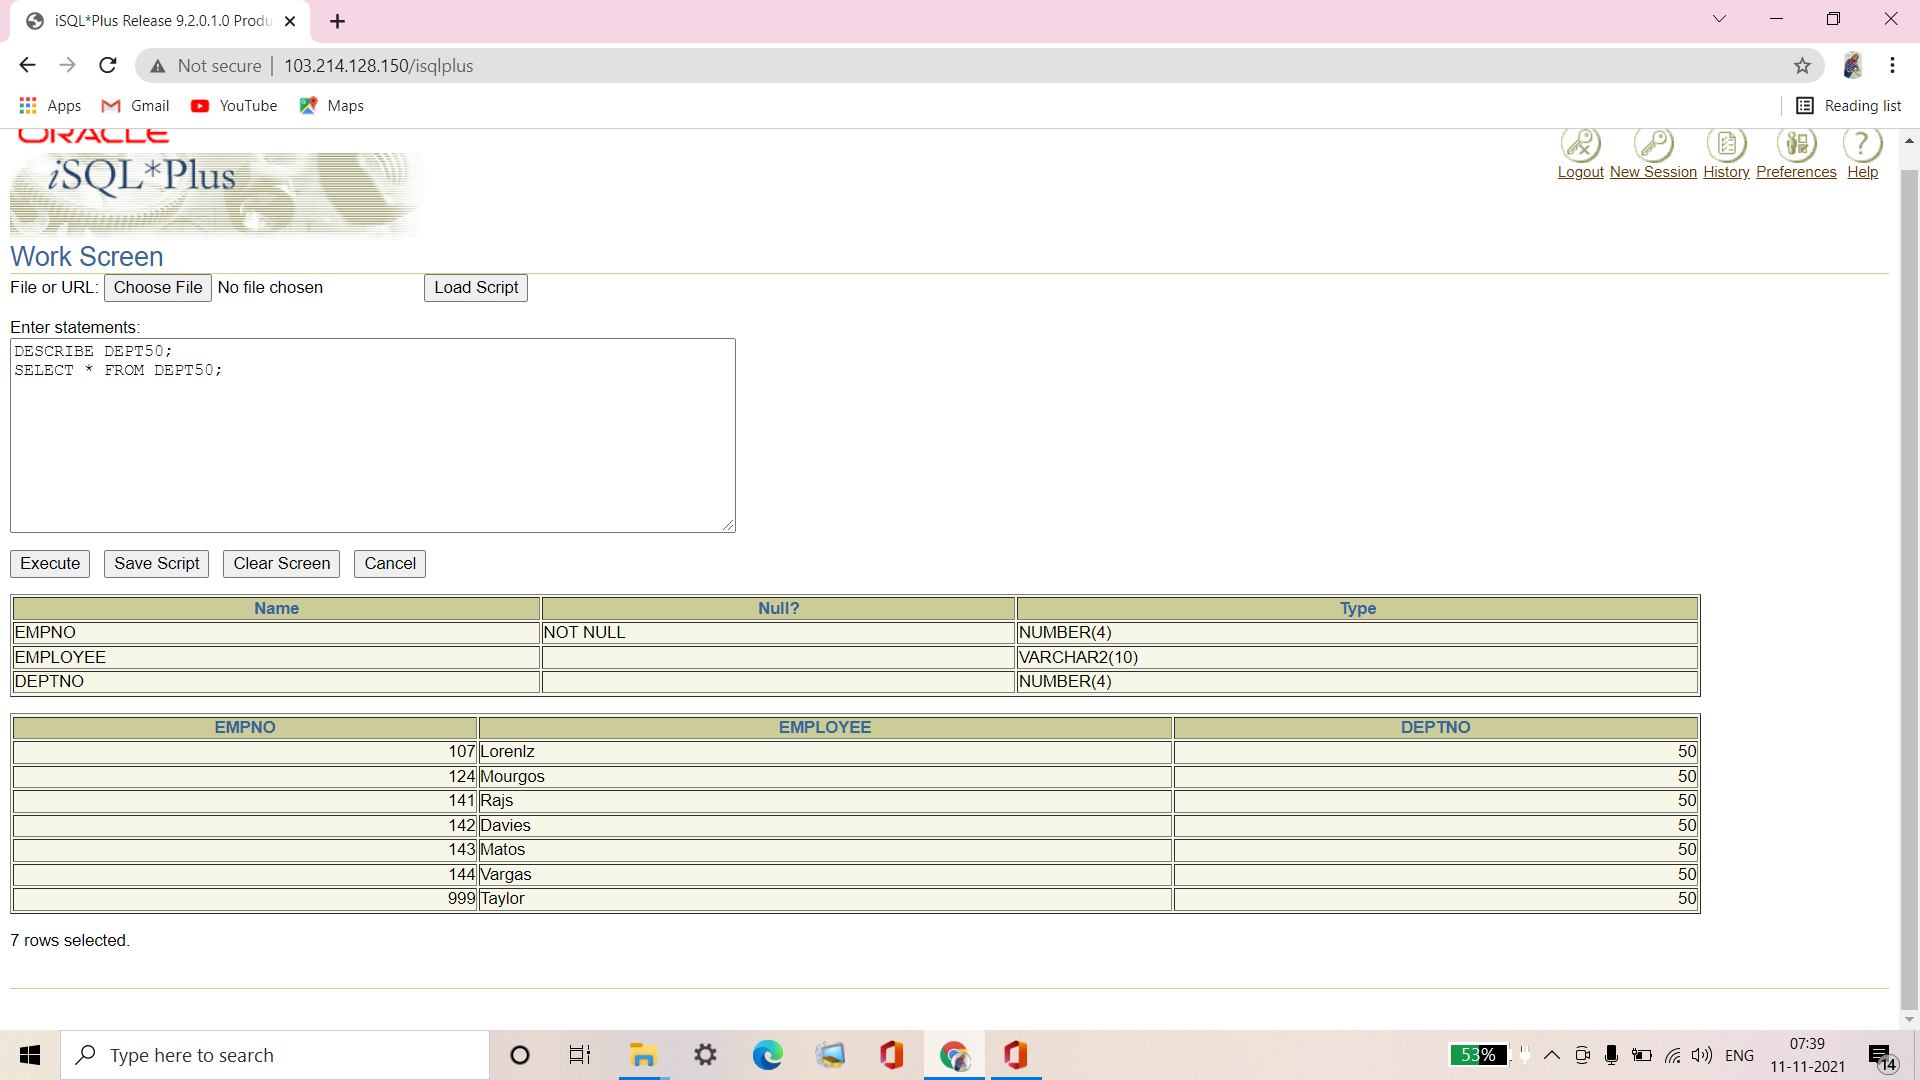 iSQL*Plus Release 9.2.0.1.0 Produ
Not secure | 103.214.128.150/isqlplus
Apps Gmail YouTube Maps Reading list
ORACLE
iSQL*Plus
Logout New Session History Preferences Help
Work Screen
File or URL: Choose File No file chosen Load Script
Enter statements:
DESCRIBE DEPT50;
SELECT * FROM DEPT50;
Execute Save Script Clear Screen Cancel
Name Null? Type
EMPNO NOT NULL NUMBER(4)
EMPLOYEE VARCHAR2(10)
DEPTNO NUMBER(4)
EMPNO EMPLOYEE DEPTNO
107 Lorenlz 50
124 Mourgos 50
141 Rajs 50
142 Davies 50
143 Matos 50
144 Vargas 50
999 Taylor 50
7 rows selected.
Type here to search
53%
ENG
07:39
11-11-2021
14